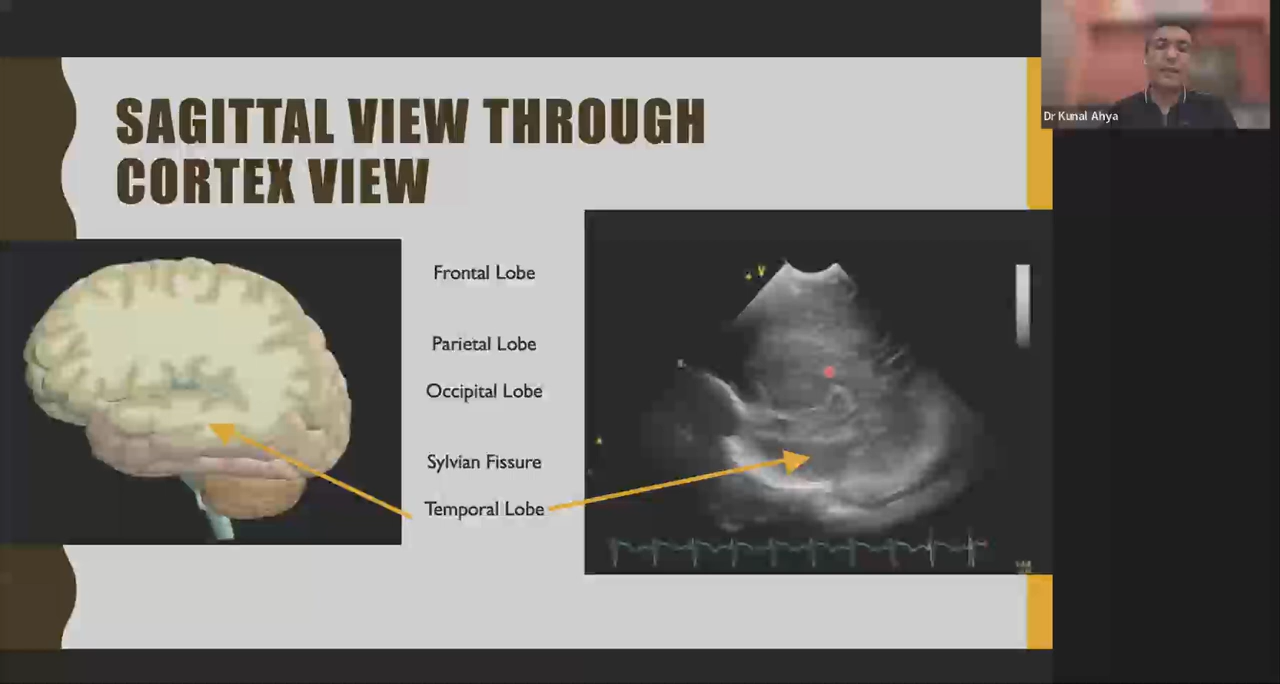 SAGITTAL VIEW THROUGH
CORTEX VIEW
Frontal Lobe
Parietal Lobe
Occipital Lobe
Sylvian Fissure
Temporal Lobe
V
Dr Kunal Ahya